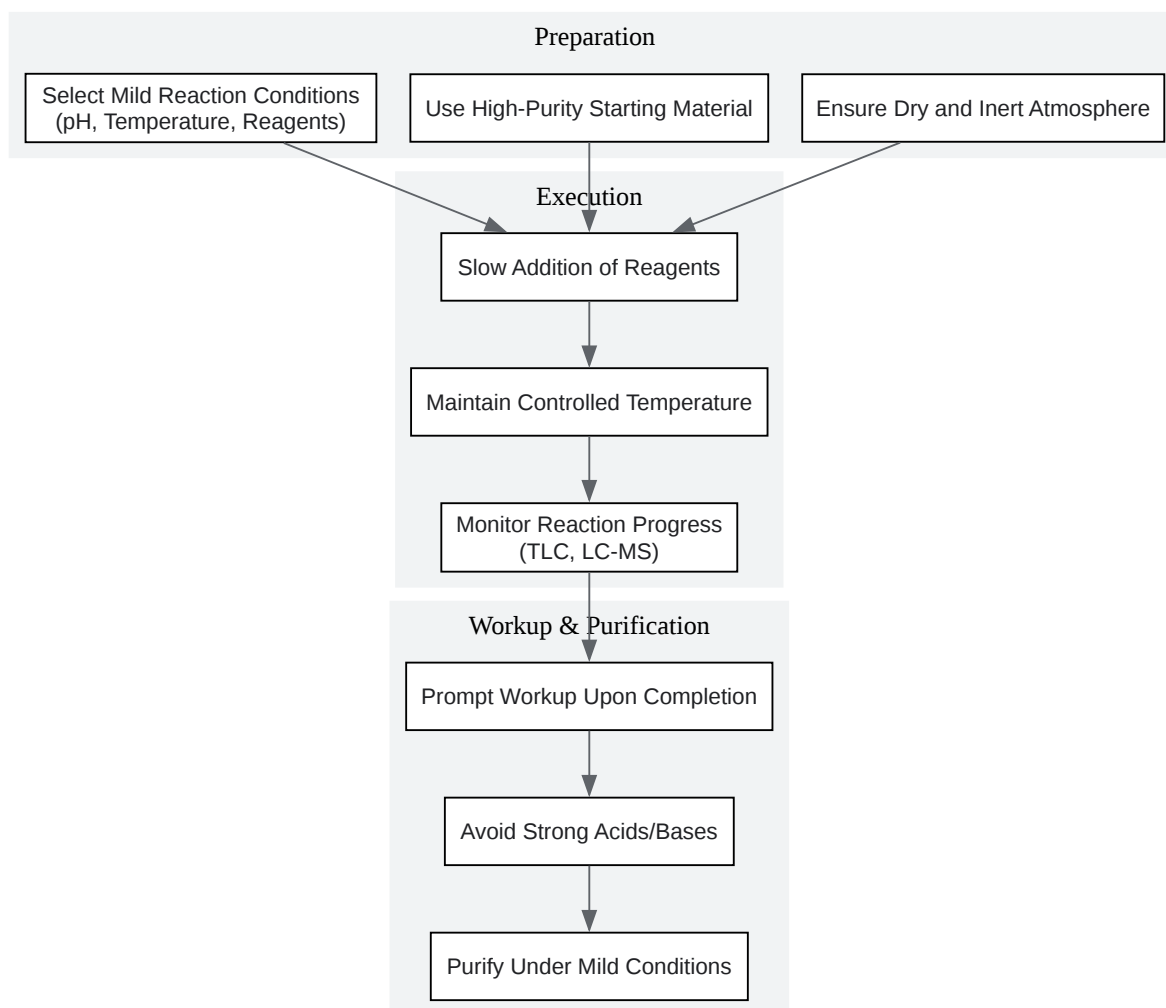 Preparation
Select Mild Reaction Conditions
(pH, Temperature, Reagents)
Use High-Purity Starting Material
Ensure Dry and Inert Atmosphere
Execution
Slow Addition of Reagents
Maintain Controlled Temperature
Monitor Reaction Progress
(TLC, LC-MS)
Workup & Purification
Prompt Workup Upon Completion
Avoid Strong Acids/Bases
Purify Under Mild Conditions